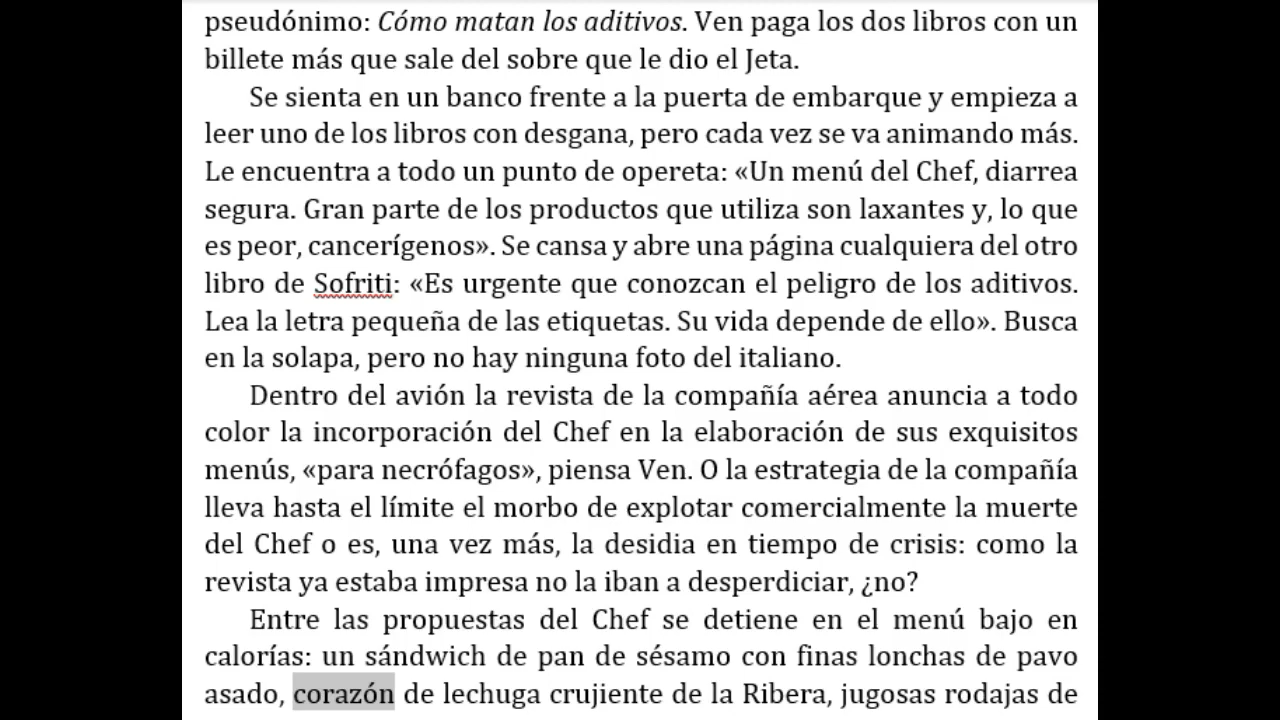 pseudónimo: Cómo matan los aditivos. Ven paga los dos libros con un
billete más que sale del sobre que le dio el Jeta.
Se sienta en un banco frente a la puerta de embarque y empieza a
leer uno de los libros con desgana, pero cada vez se va animando más.
Le encuentra a todo un punto de opereta: «Un menú del Chef, diarrea
segura. Gran parte de los productos que utiliza son laxantes y, lo que
es peor, cancerígenos». Se cansa y abre una página cualquiera del otro
libro de Sofriti: «Es urgente que conozcan el peligro de los aditivos.
Lea la letra pequeña de las etiquetas. Su vida depende de ello». Busca
en la solapa, pero no hay ninguna foto del italiano.
Dentro del avión la revista de la compañía aérea anuncia a todo
color la incorporación del Chef en la elaboración de sus exquisitos
menús, «para necrófagos», piensa Ven. O la estrategia de la compañía
lleva hasta el límite el morbo de explotar comercialmente la muerte
del Chef o es, una vez más, la desidia en tiempo de crisis: como la
revista ya estaba impresa no la iban a desperdiciar, ¿no?
Entre las propuestas del Chef se detiene en el menú bajo en
calorías: un sándwich de pan de sésamo con finas lonchas de pavo
asado, corazón de lechuga crujiente de la Ribera, jugosas rodajas de